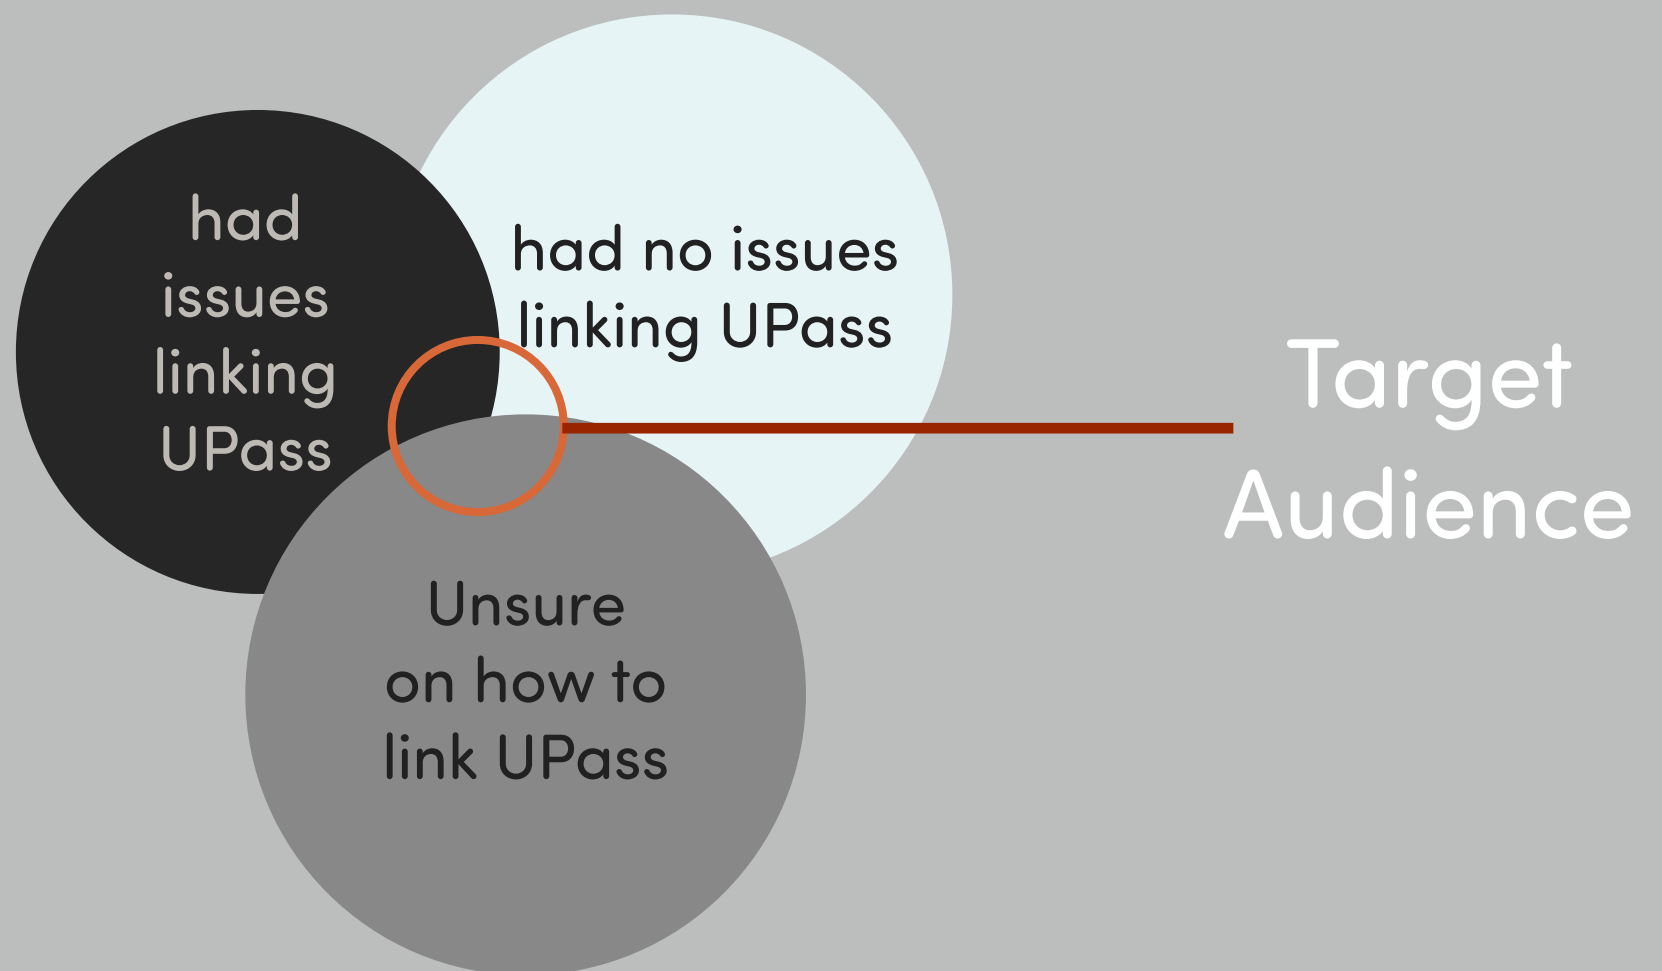 had
issues
linking
UPass
had no issues
linking UPass
Unsure
on how to
link UPass
Target
Audience